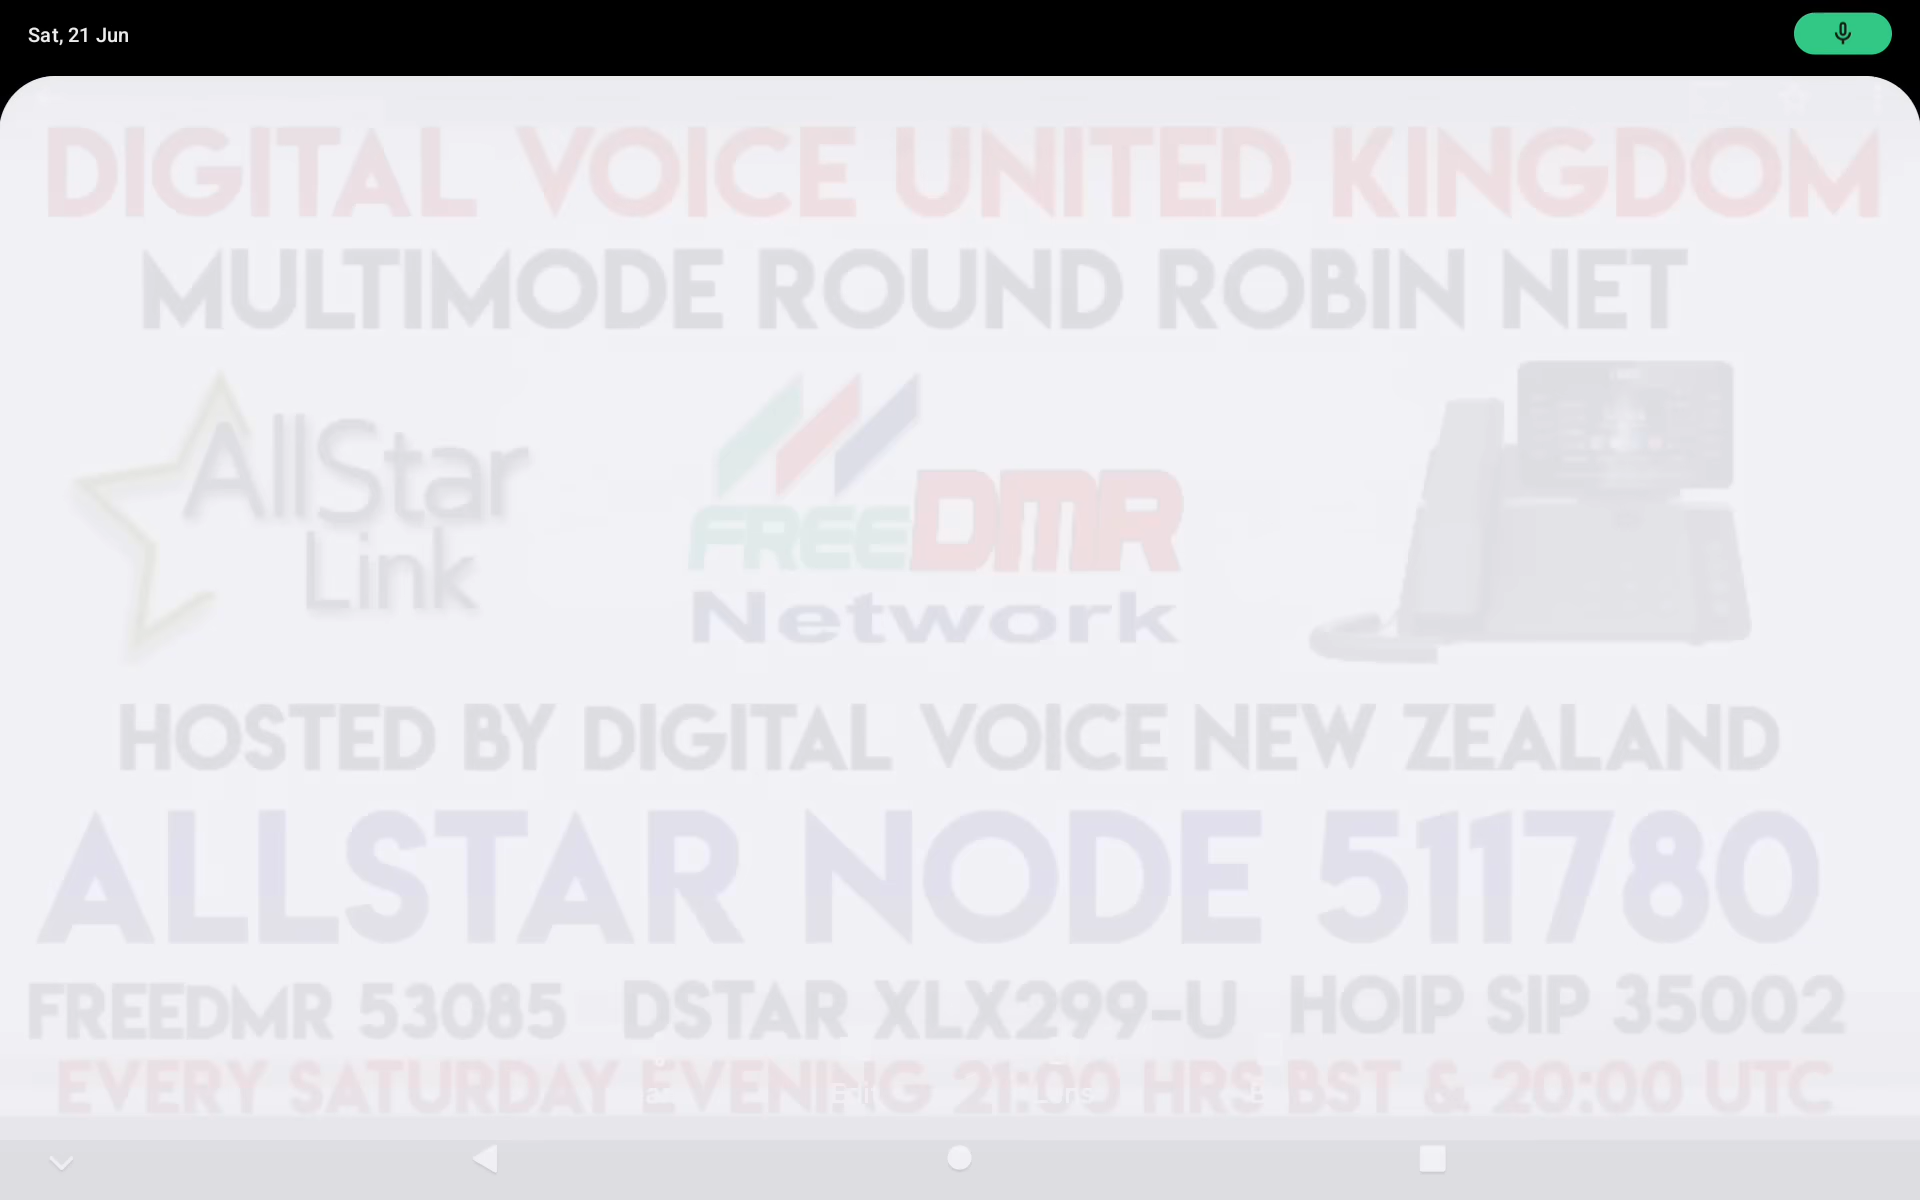 Sat, 21 Jun
DIGITAL VOICE UNITED KINGDOM
MULTIMODE ROUND ROBIN NET
AllStar
Link
FREEDMR
Network
HOSTED BY DIGITAL VOICE NEW ZEALAND
ALLSTAR NODE 511780
FREEDMR 53085 DSTAR XLX299-U HOIP SIP 35002
EVERY SATURDAY EVENING 21:00 HRS BST & 20:00 UTC
Edit
Lens